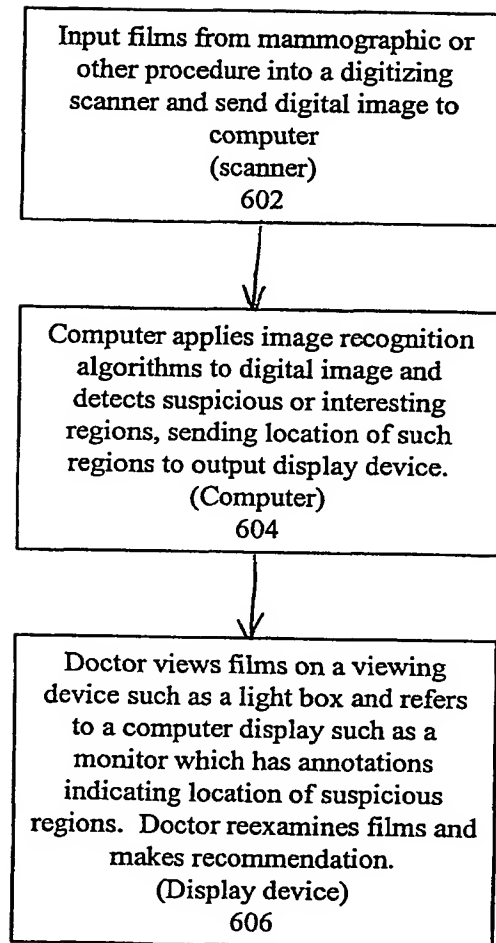 Input films from mammographic or
other procedure into a digitizing
scanner and send digital image to
computer
(scanner)
602
Computer applies image recognition
algorithms to digital image and
detects suspicious or interesting
regions, sending location of such
regions to output display device.
(Computer)
604
Doctor views films on a viewing
device such as a light box and refers
to a computer display such as a
monitor which has annotations
indicating location of suspicious
regions. Doctor reexamines films and
makes recommendation.
(Display device)
606